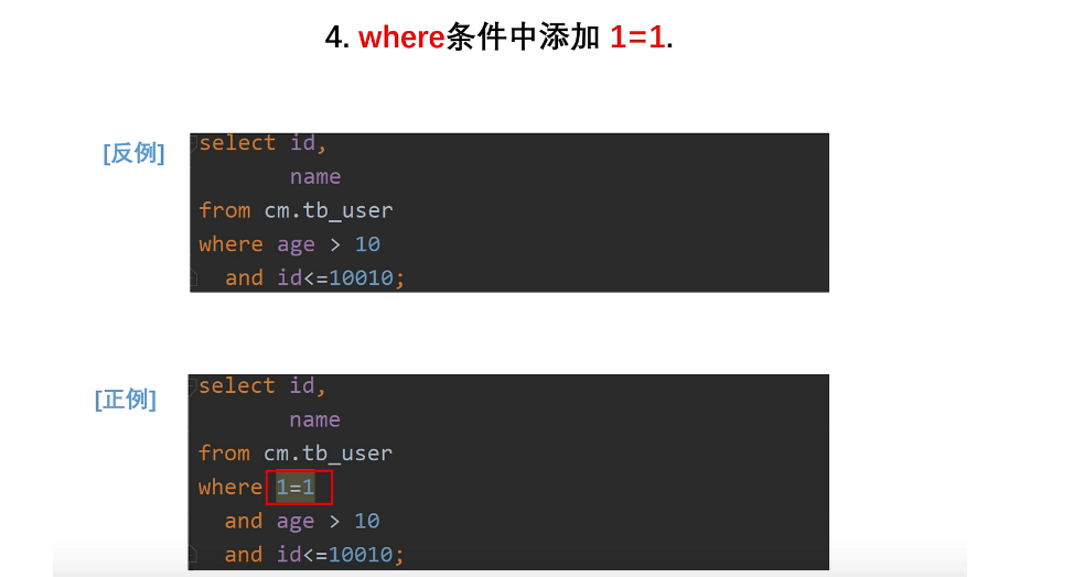 4. where条件中添加 1=1.
[反例]
select id,
name
from cm.tb_user
where age > 10
and id<=10010;
[正例]
select id,
name
from cm.tb_user
where 1=1
and age > 10
and id<=10010;